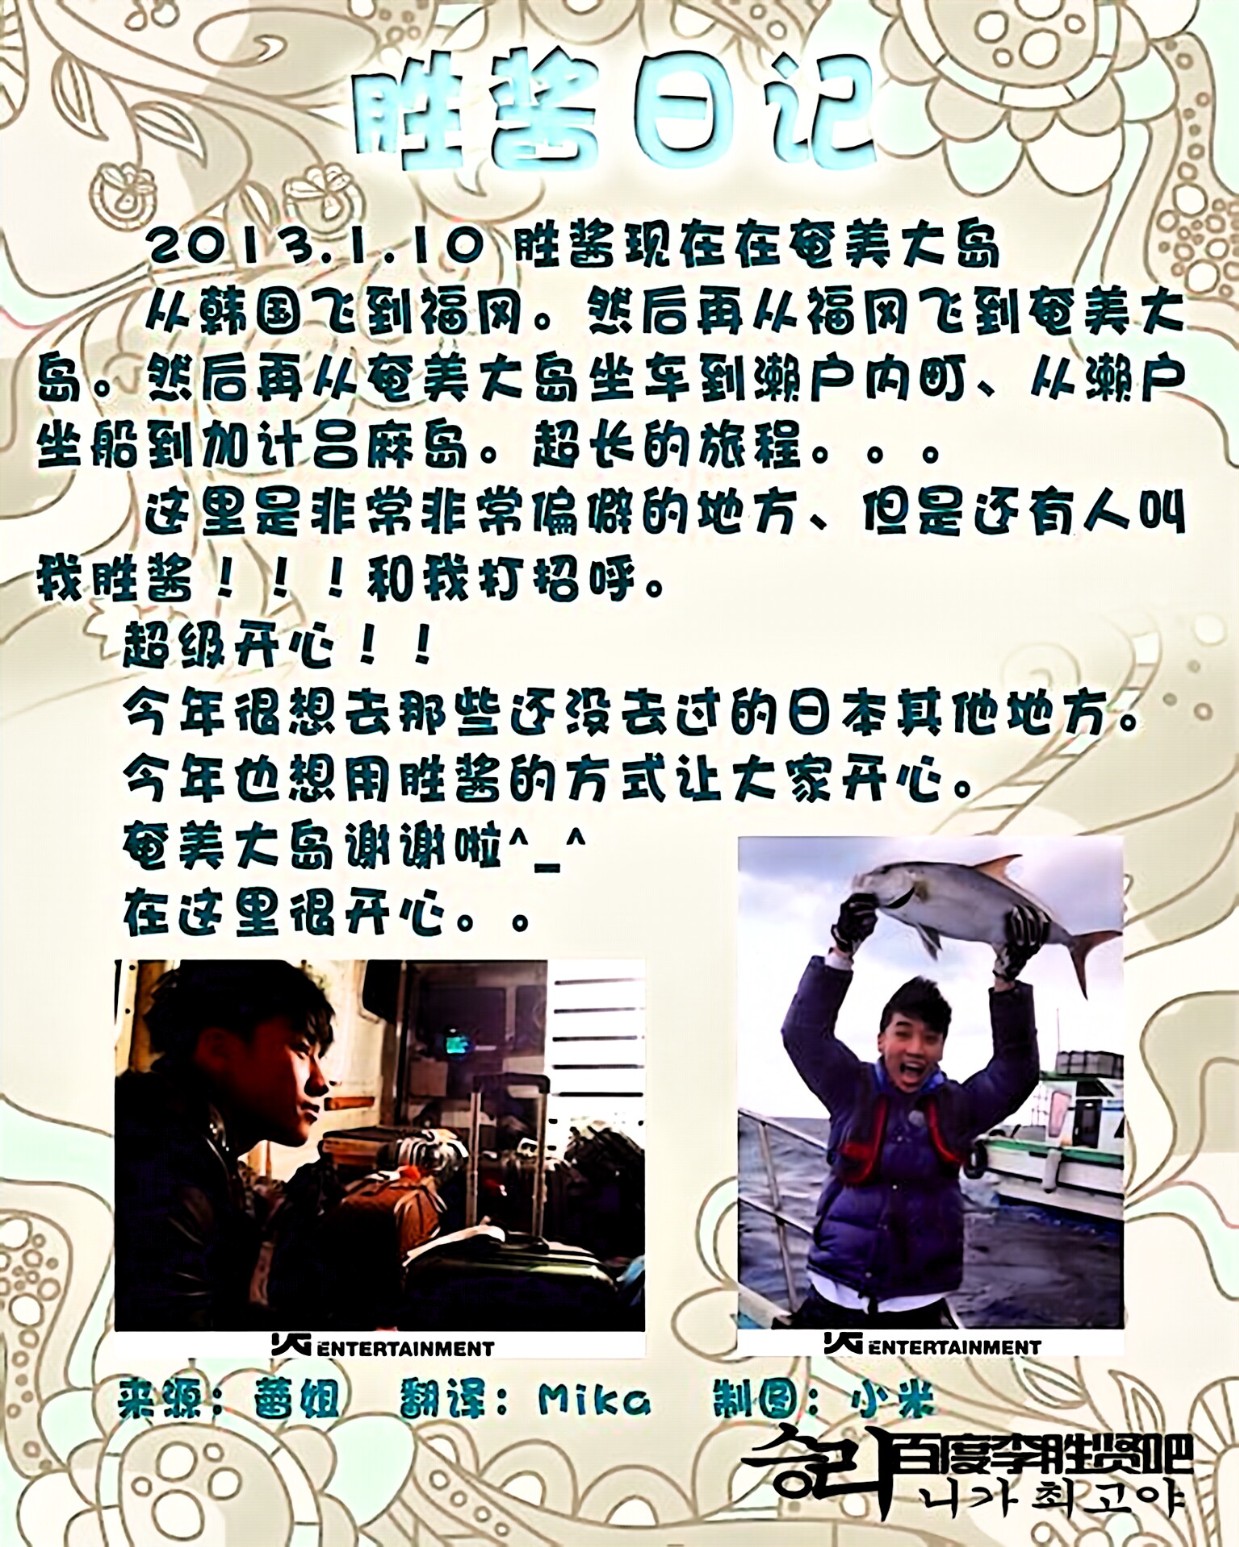 胜酱日记
2013.1.10 胜酱现在在奄美大岛
从韩国飞到福冈。然后再从福冈飞到奄美大
岛。然后再从奄美大岛坐车到濑户内町、从濑户
坐船到加计吕麻岛。超长的旅程。。。
这里是非常非常偏僻的地方、但是还有人叫
我胜酱！！！和我打招呼。
超级开心！！
今年很想去那些还没去过的日本其他地方。
今年也想用胜酱的方式让大家开心。
奄美大岛谢谢啦^_^
在这里很开心。。
YG ENTERTAINMENT
YG ENTERTAINMENT
来源：蕾姐 翻译：Mika 制图：小米
승리 百度李胜贤吧
니가 최고야